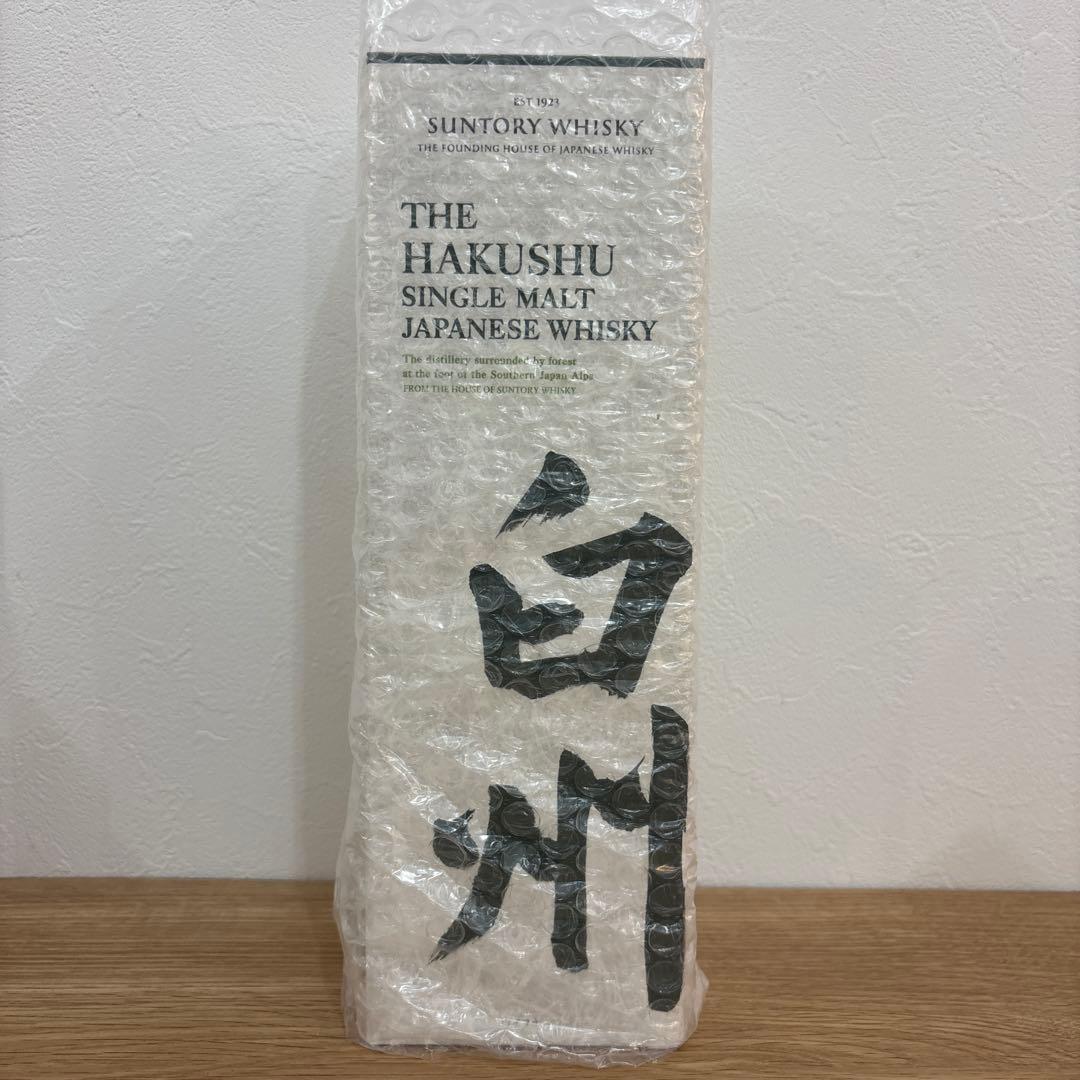 EST 1923
SUNTORY WHISKY
THE FOUNDING HOUSE OF JAPANESE WHISKY
THE
HAKUSHU
SINGLE MALT
JAPANESE WHISKY
The distillery surrounded by forest
at the foot of the Southern Japan Alps
FROM THE HOUSE OF SUNTORY WHISKY
白
州